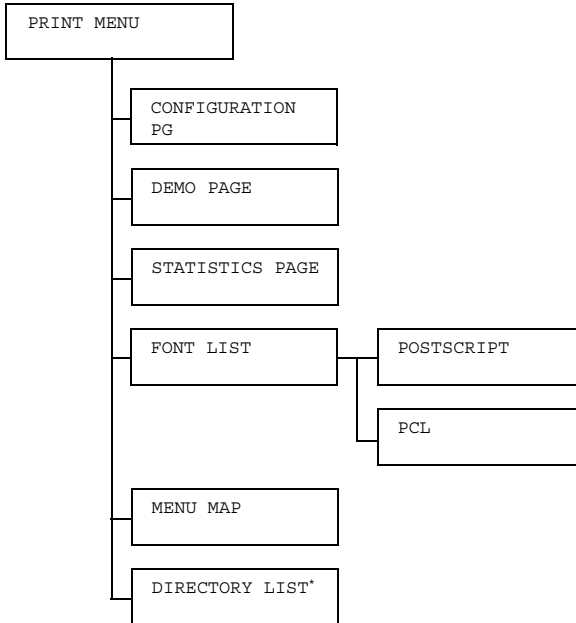 PRINT MENU
CONFIGURATION
PG
DEMO PAGE
STATISTICS PAGE
FONT LIST
POSTSCRIPT
PCL
MENU MAP
DIRECTORY LIST*